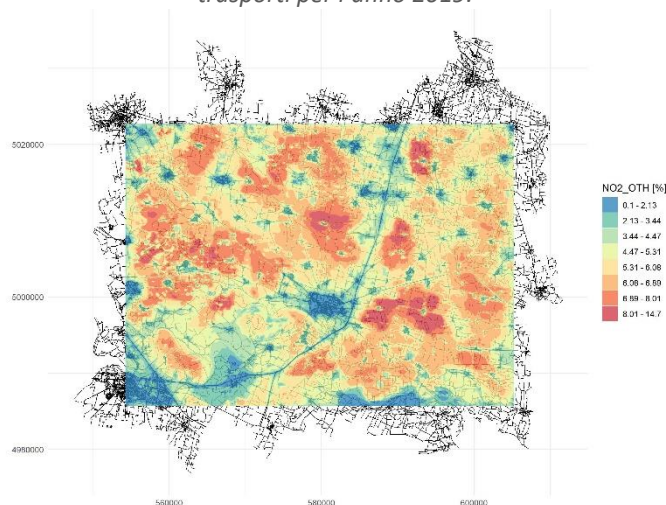 trasporti per l'anno 2019.
5020000
5000000
4980000
560000
580000
600000
NO2_OTH [%]
0.1 - 2.13
2.13 - 3.44
3.44 - 4.47
4.47 - 5.31
5.31 - 6.08
6.08 - 6.89
6.89 - 8.01
8.01 - 14.7